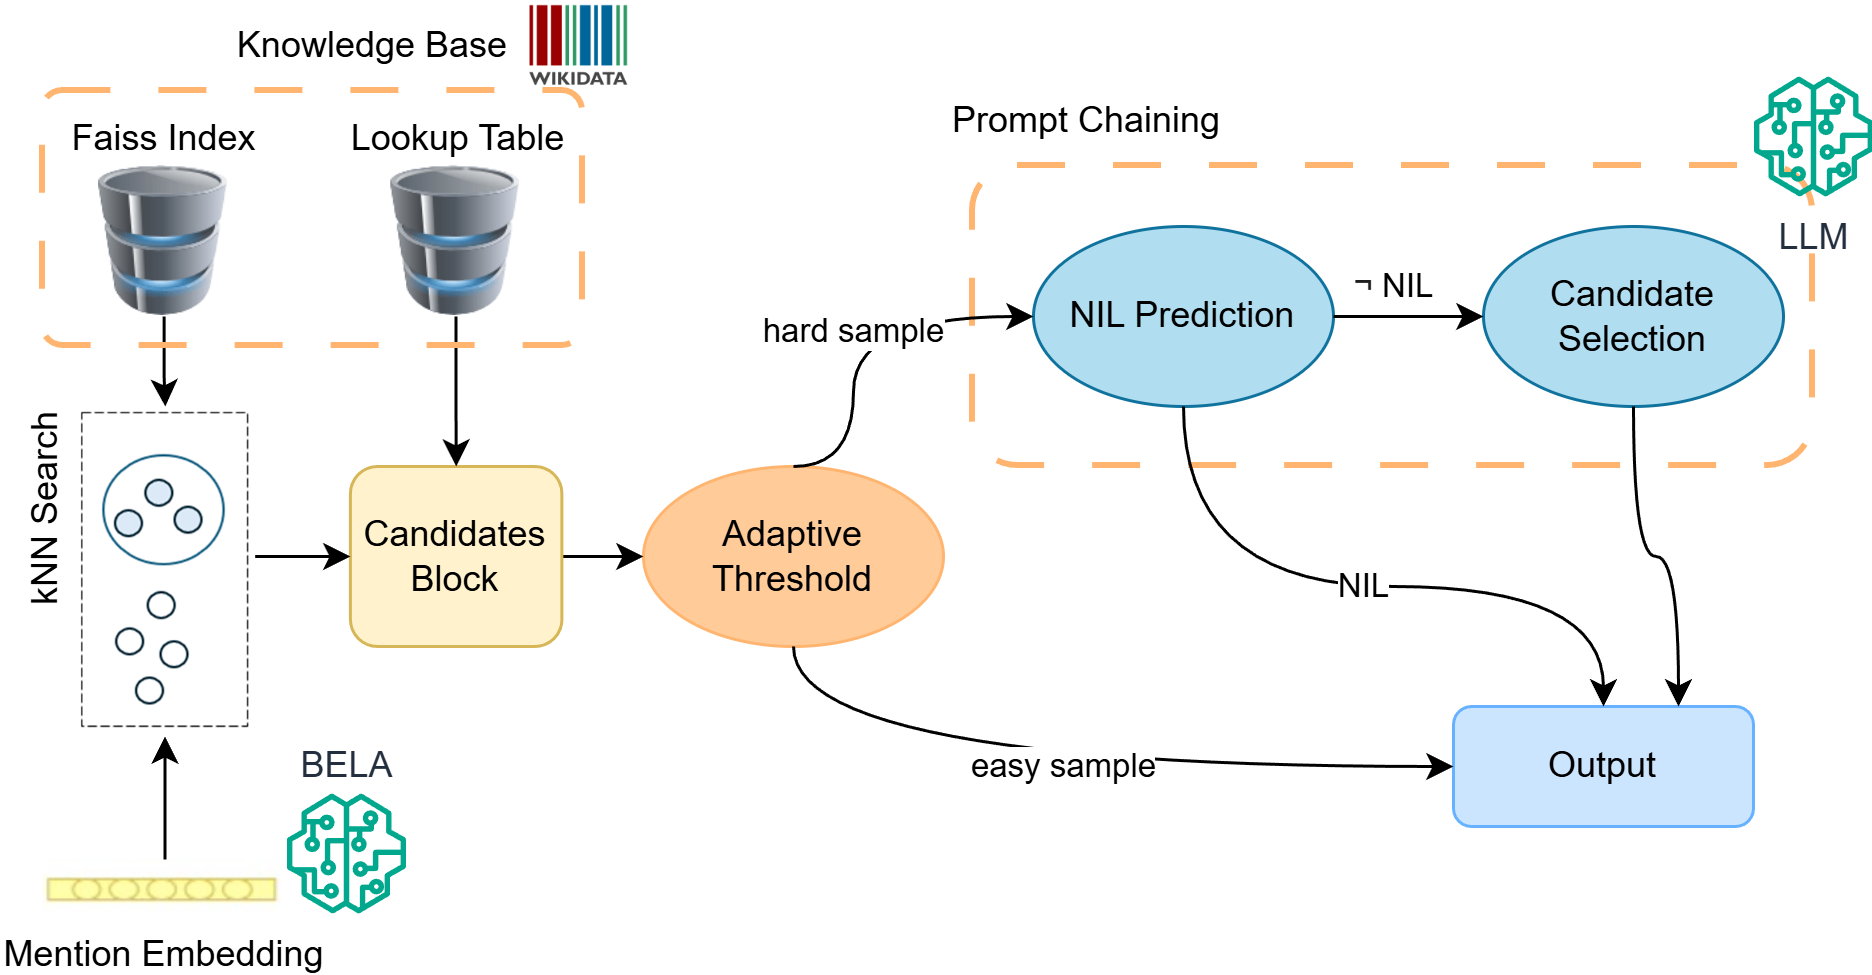 Knowledge Base
WIKIDATA
Faiss Index
Lookup Table
kNN Search
Candidates
Block
BELA
Mention Embedding
Adaptive
Threshold
hard sample
easy sample
Prompt Chaining
LLM
NIL Prediction
¬ NIL
Candidate
Selection
NIL
Output